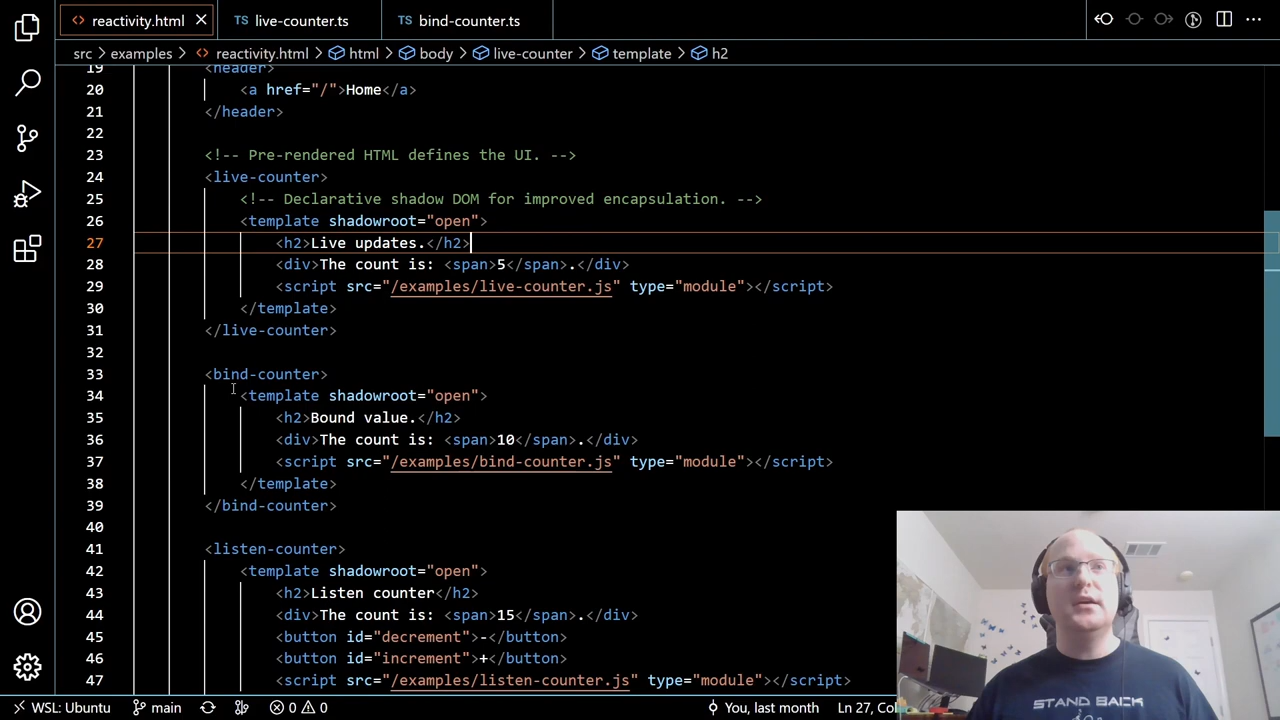 reactivity.html
TS live-counter.ts
TS bind-counter.ts
src > examples > reactivity.html > html > body > live-counter > template > h2
19 <header>
20 <a href="/">Home</a>
21 </header>
22
23 <!-- Pre-rendered HTML defines the UI. -->
24 <live-counter>
25 <!-- Declarative shadow DOM for improved encapsulation. -->
26 <template shadowroot="open">
27 <h2>Live updates.</h2>
28 <div>The count is: <span>5</span>.</div>
29 <script src="/examples/live-counter.js" type="module"></script>
30 </template>
31 </live-counter>
32
33 <bind-counter>
34 <template shadowroot="open">
35 <h2>Bound value.</h2>
36 <div>The count is: <span>10</span>.</div>
37 <script src="/examples/bind-counter.js" type="module"></script>
38 </template>
39 </bind-counter>
40
41 <listen-counter>
42 <template shadowroot="open">
43 <h2>Listen counter</h2>
44 <div>The count is: <span>15</span>.</div>
45 <button id="decrement">-</button>
46 <button id="increment">+</button>
47 <script src="/examples/listen-counter.js" type="module"></script>
STAND BACK
WSL: Ubuntu main 0 0 You, last month Ln 27,